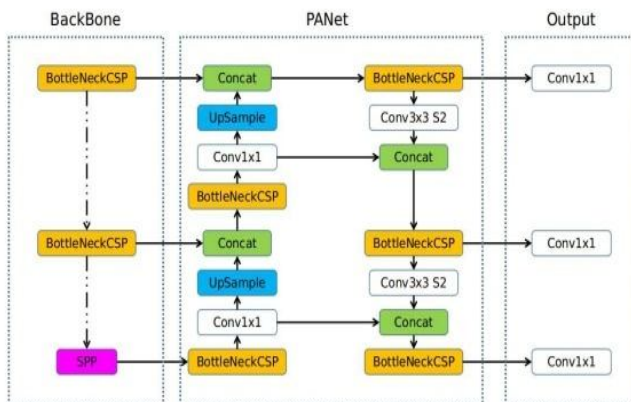 BackBone PANet Output
BottleNeckCSP Concat BottleNeckCSP Conv1x1
UpSample Conv3x3 S2
Conv1x1 Concat
BottleNeckCSP
BottleNeckCSP Concat BottleNeckCSP Conv1x1
UpSample Conv3x3 S2
Conv1x1 Concat
SPP BottleNeckCSP BottleNeckCSP Conv1x1